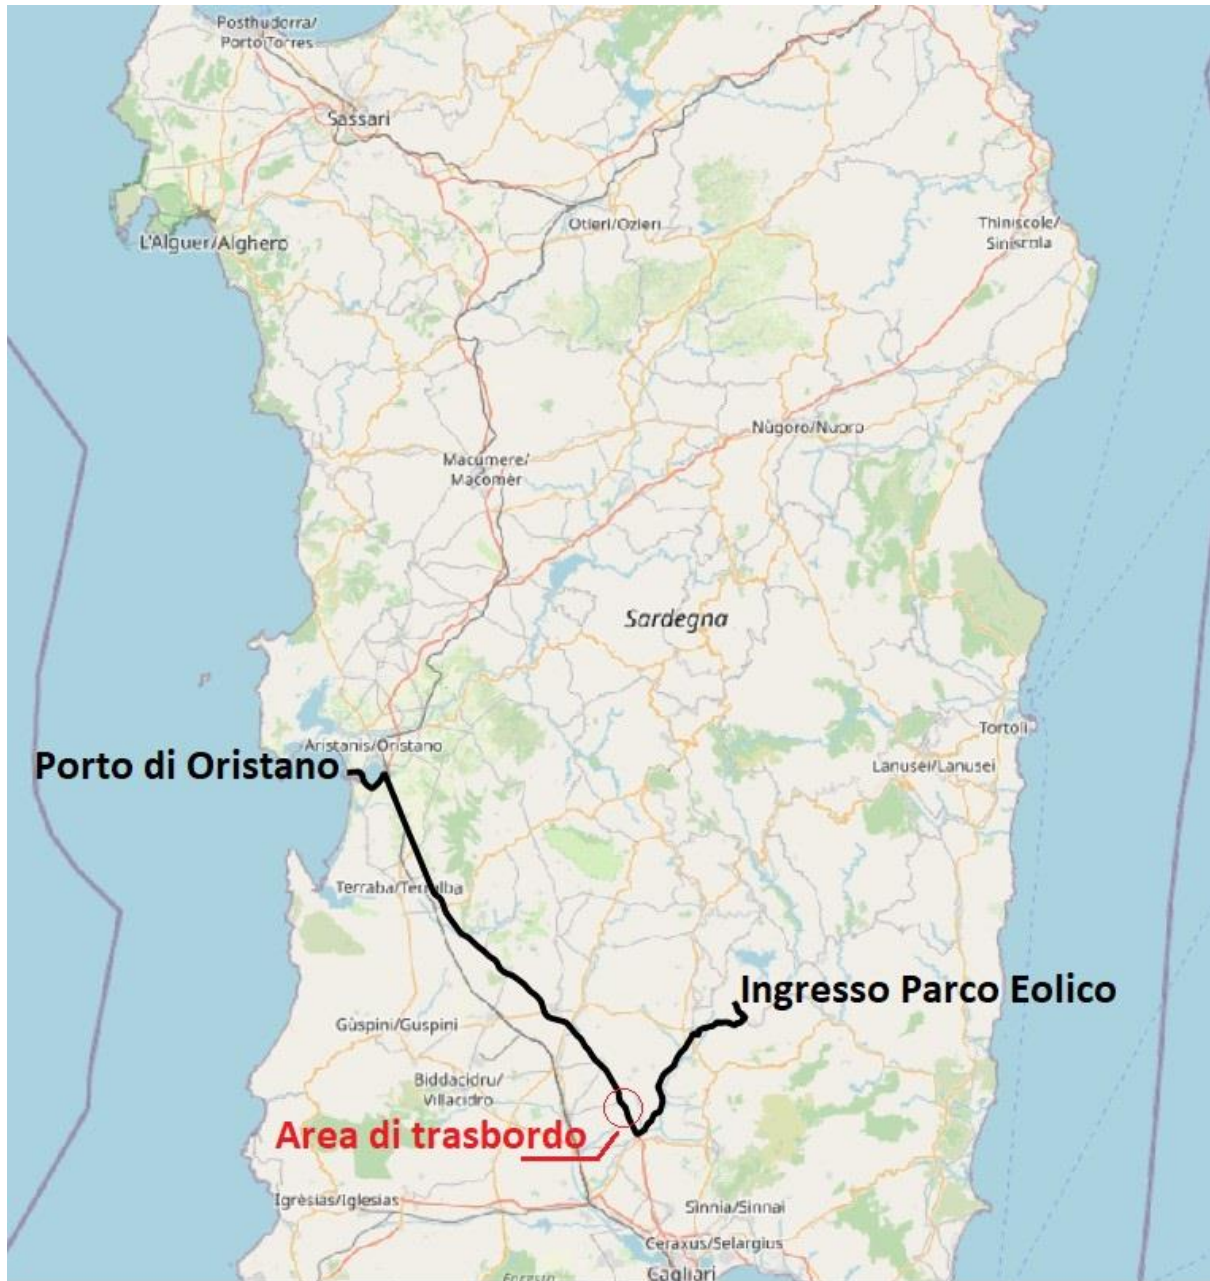 Posthudorra/
Porto Torres
Sassari
Otieri/Ozieri
Thiniscole/
Siniscola
L'Alguer/Alghero
Nùgoro/Nuoro
Macumere/
Macomer
Sardegna
Tortolì
Aristanis/Oristano
Porto di Oristano
Lanusei/Lanusei
Terraba/Terralba
Ingresso Parco Eolico
Gùspini/Guspini
Biddacidru/
Villacidro
Area di trasbordo
Igrèsias/Iglesias
Sìnnia/Sinnai
Ceraxus/Selargius
Cagliari